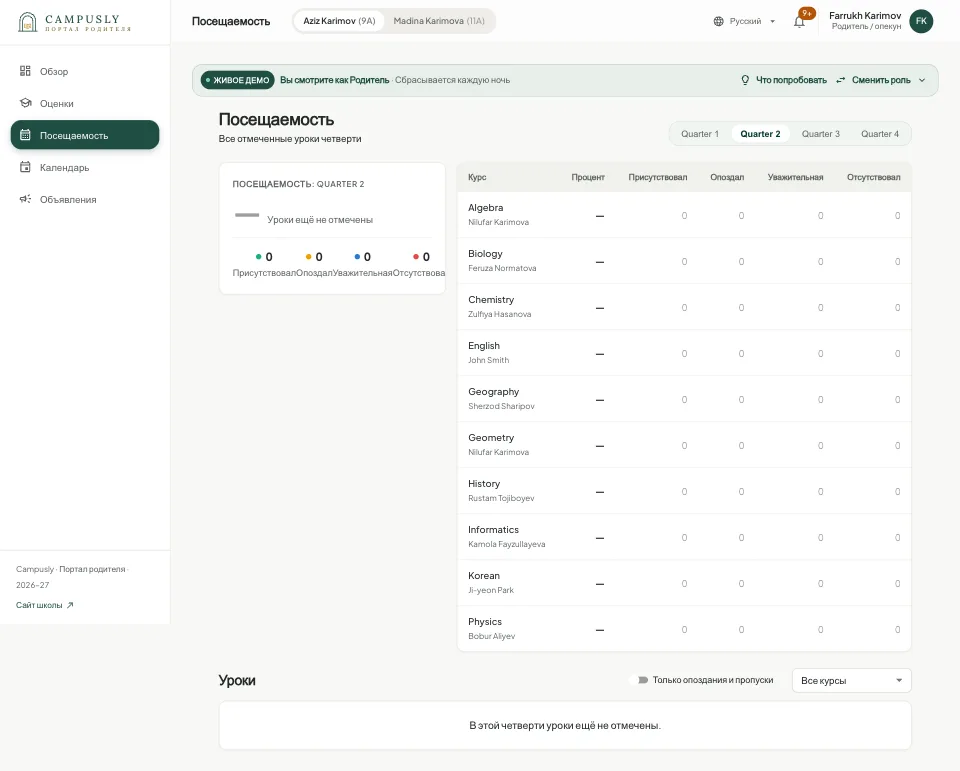 CAMPUSLY
ПОРТАЛ РОДИТЕЛЯ
Посещаемость
Aziz Karimov (9A)
Madina Karimova (11A)
Русский
9+
Farrukh Karimov
Родитель / опекун
FK
Обзор
Оценки
Посещаемость
Календарь
Объявления
Campusly · Портал родителя ·
2026–27
Сайт школы
ЖИВОЕ ДЕМО
Вы смотрите как Родитель · Сбрасывается каждую ночь
Что попробовать
Сменить роль
Посещаемость
Все отмеченные уроки четверти
Quarter 1
Quarter 2
Quarter 3
Quarter 4
ПОСЕЩАЕМОСТЬ: QUARTER 2
— Уроки ещё не отмечены
0 0 0 0
Присутствовал Опоздал Уважительная Отсутствова
Курс Процент Присутствовал Опоздал Уважительная Отсутствовал
Algebra
Nilufar Karimova
— 0 0 0 0
Biology
Feruza Normatova
— 0 0 0 0
Chemistry
Zulfiya Hasanova
— 0 0 0 0
English
John Smith
— 0 0 0 0
Geography
Sherzod Sharipov
— 0 0 0 0
Geometry
Nilufar Karimova
— 0 0 0 0
History
Rustam Tojiboyev
— 0 0 0 0
Informatics
Kamola Fayzullayeva
— 0 0 0 0
Korean
Ji-yeon Park
— 0 0 0 0
Physics
Bobur Aliyev
— 0 0 0 0
Уроки
Только опоздания и пропуски
Все курсы
В этой четверти уроки ещё не отмечены.